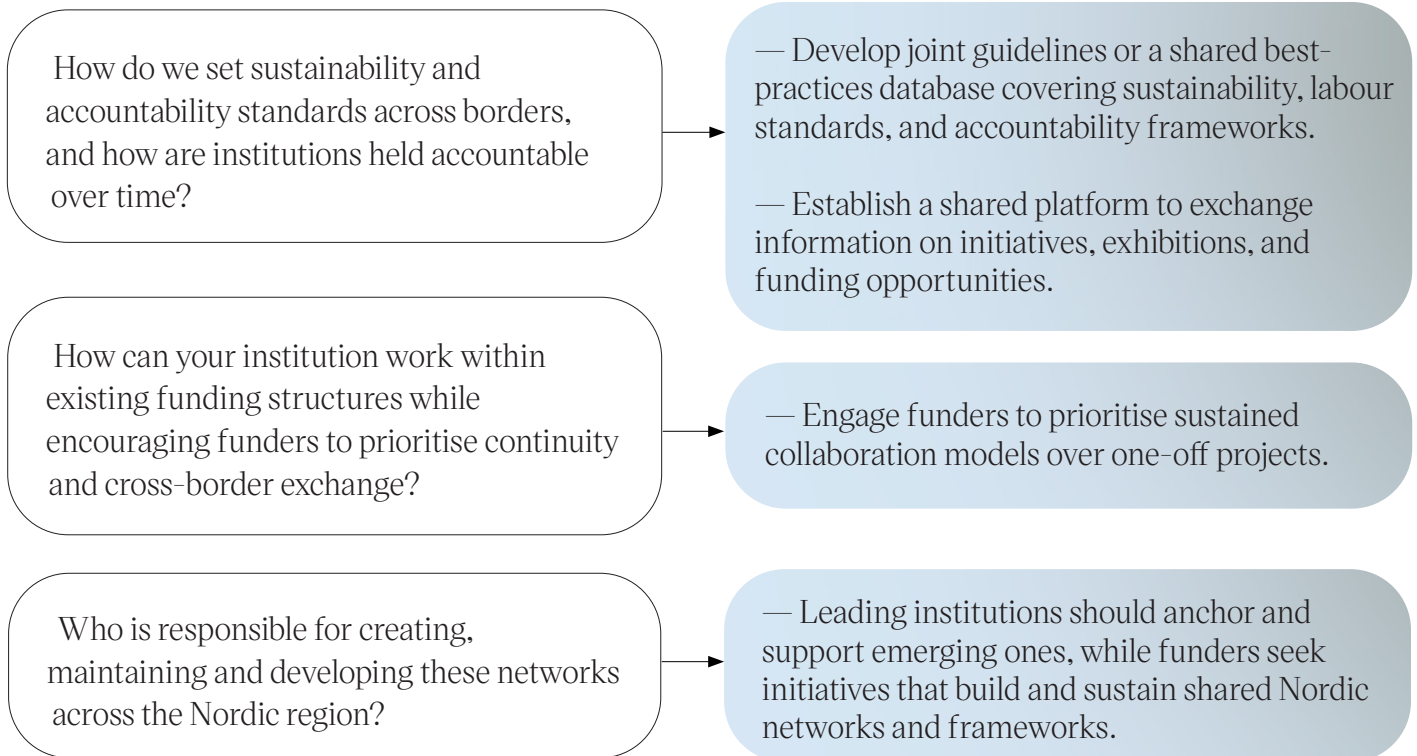 How do we set sustainability and
accountability standards across borders,
and how are institutions held accountable
over time?
— Develop joint guidelines or a shared best-
practices database covering sustainability, labour
standards, and accountability frameworks.
— Establish a shared platform to exchange
information on initiatives, exhibitions, and
funding opportunities.
How can your institution work within
existing funding structures while
encouraging funders to prioritise continuity
and cross-border exchange?
— Engage funders to prioritise sustained
collaboration models over one-off projects.
Who is responsible for creating,
maintaining and developing these networks
across the Nordic region?
— Leading institutions should anchor and
support emerging ones, while funders seek
initiatives that build and sustain shared Nordic
networks and frameworks.